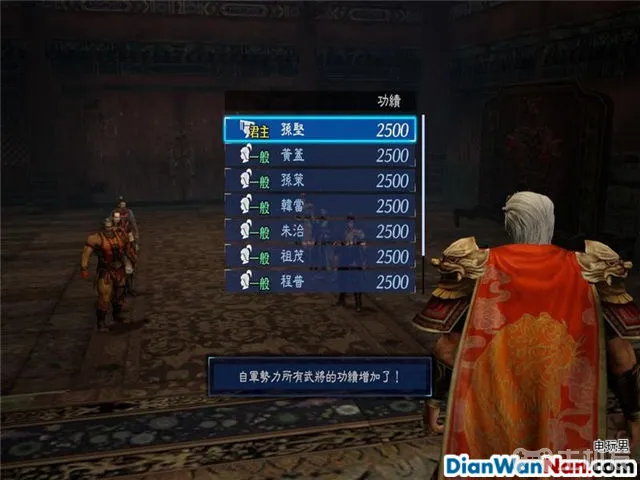 功績
君主 孫堅 2500
一般 黃蓋 2500
一般 孫策 2500
一般 韓當 2500
一般 朱治 2500
一般 祖茂 2500
一般 程普 2500
自軍勢力所有武將的功績增加了！
电玩男
DianWanNan.com